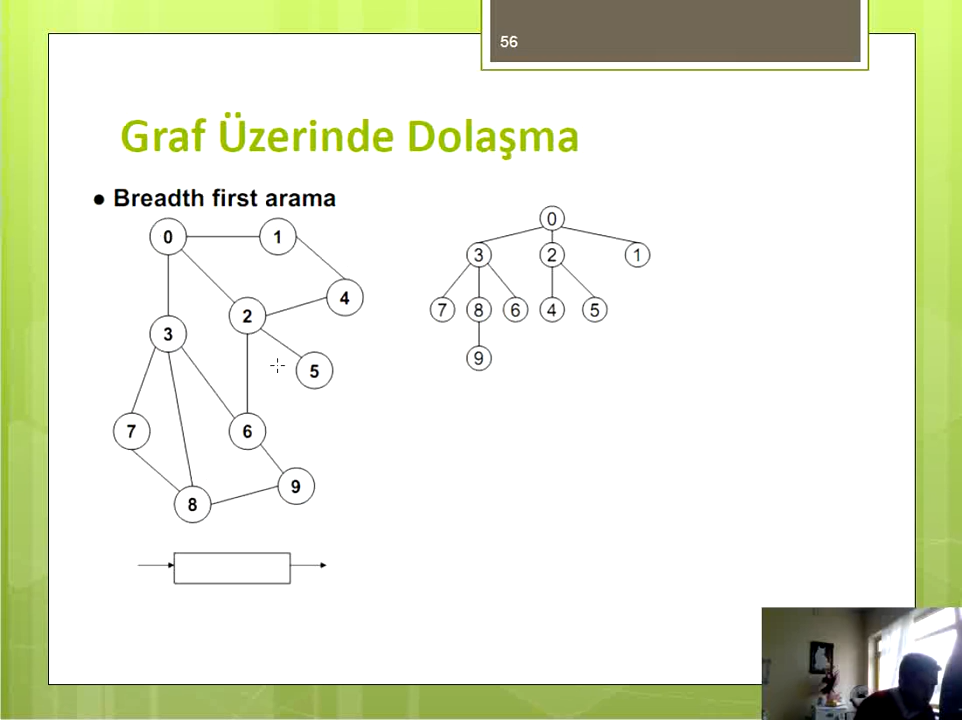 56
Graf Üzerinde Dolaşma
● Breadth first arama
0 1
4
2
3
5
7 6
9
8
0
3 2 1
7 8 6 4 5
9